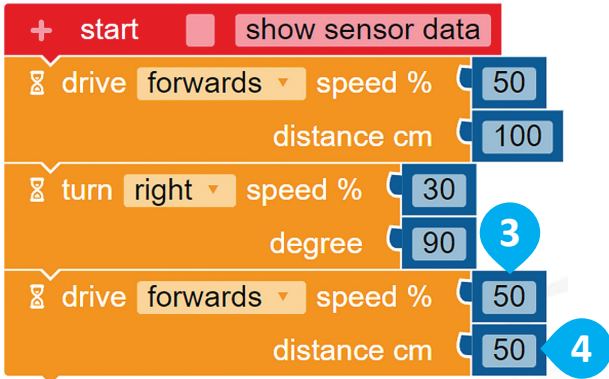 + start show sensor data
drive forwards speed % 50
distance cm 100
turn right speed % 30
degree 90
3
drive forwards speed % 50
distance cm 50 4